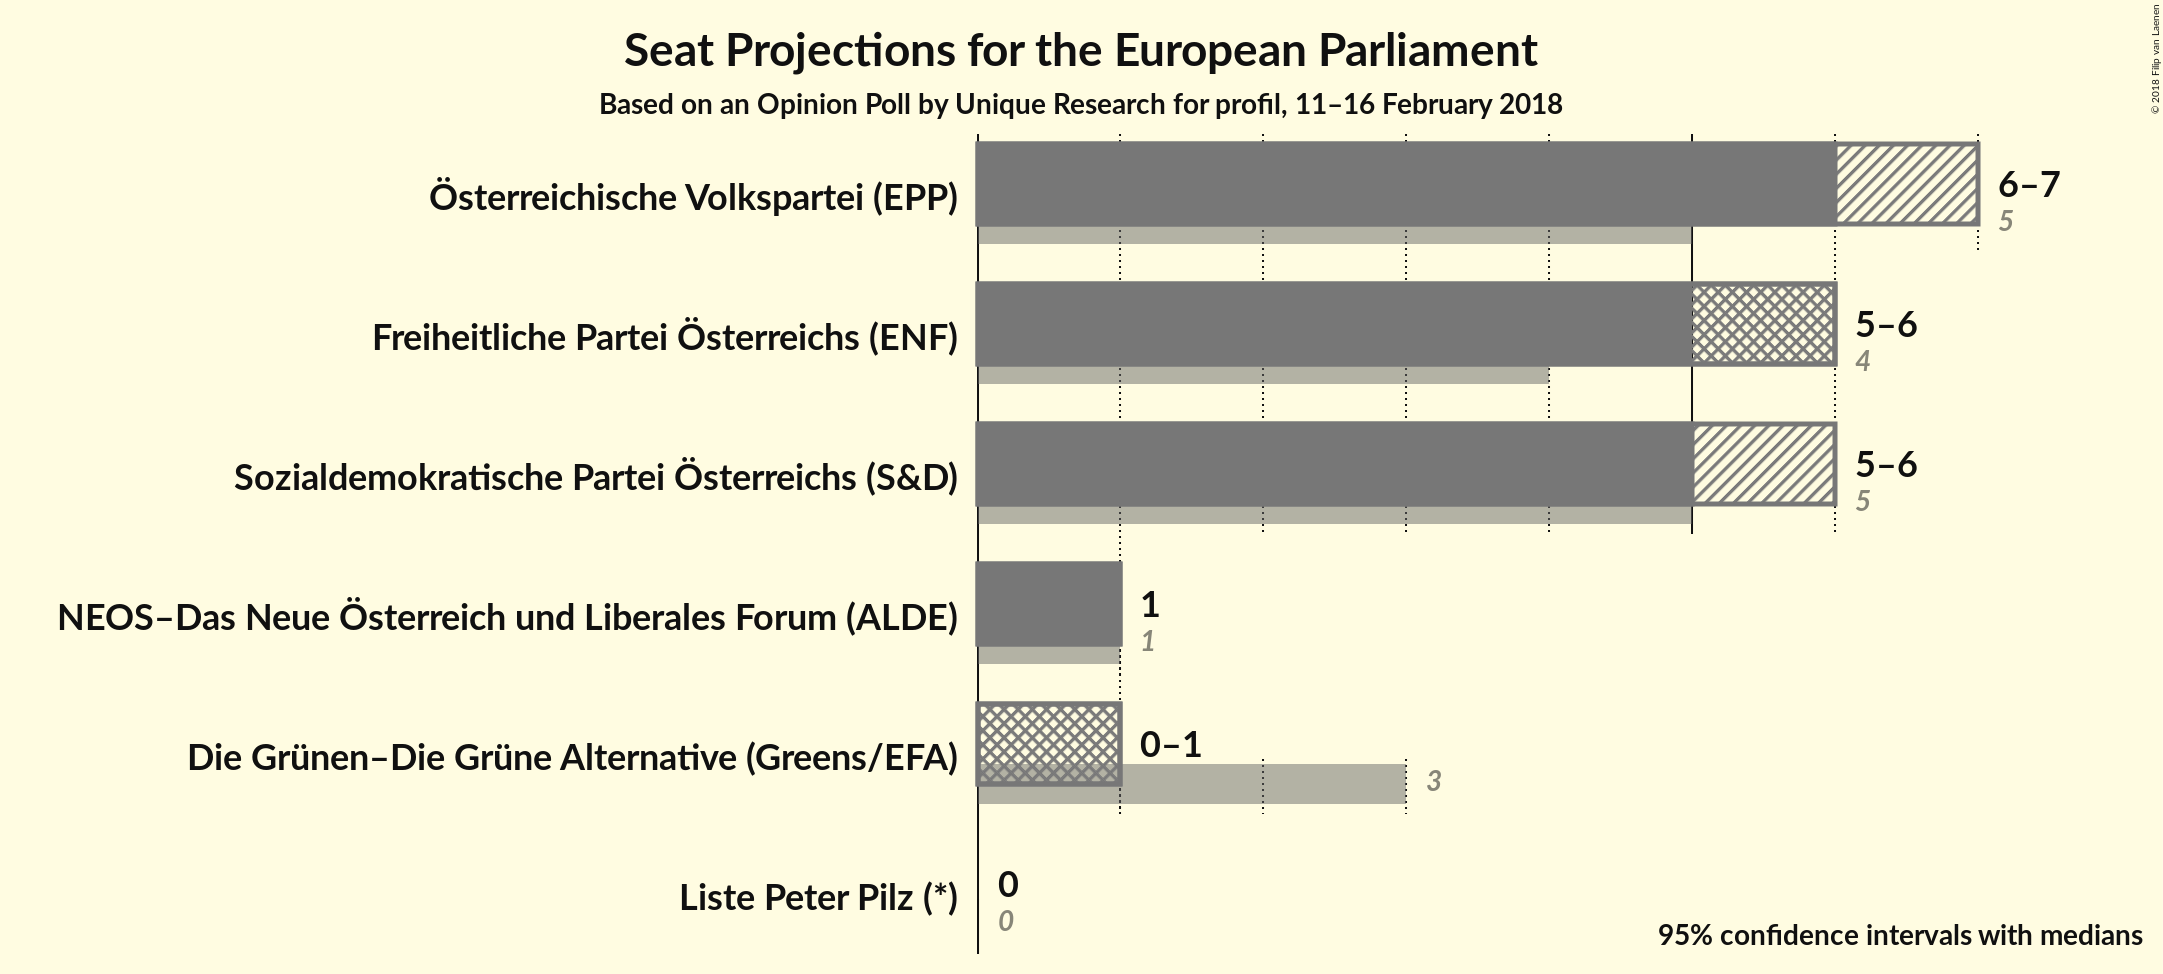 Seat Projections for the European Parliament
Based on an Opinion Poll by Unique Research for profil, 11–16 February 2018
© 2018 Filip van Laenen
Österreichische Volkspartei (EPP)
6–7
5
Freiheitliche Partei Österreichs (ENF)
5–6
4
Sozialdemokratische Partei Österreichs (S&D)
5–6
5
NEOS–Das Neue Österreich und Liberales Forum (ALDE)
1
1
Die Grünen–Die Grüne Alternative (Greens/EFA)
0–1
3
Liste Peter Pilz (*)
0
0
95% confidence intervals with medians